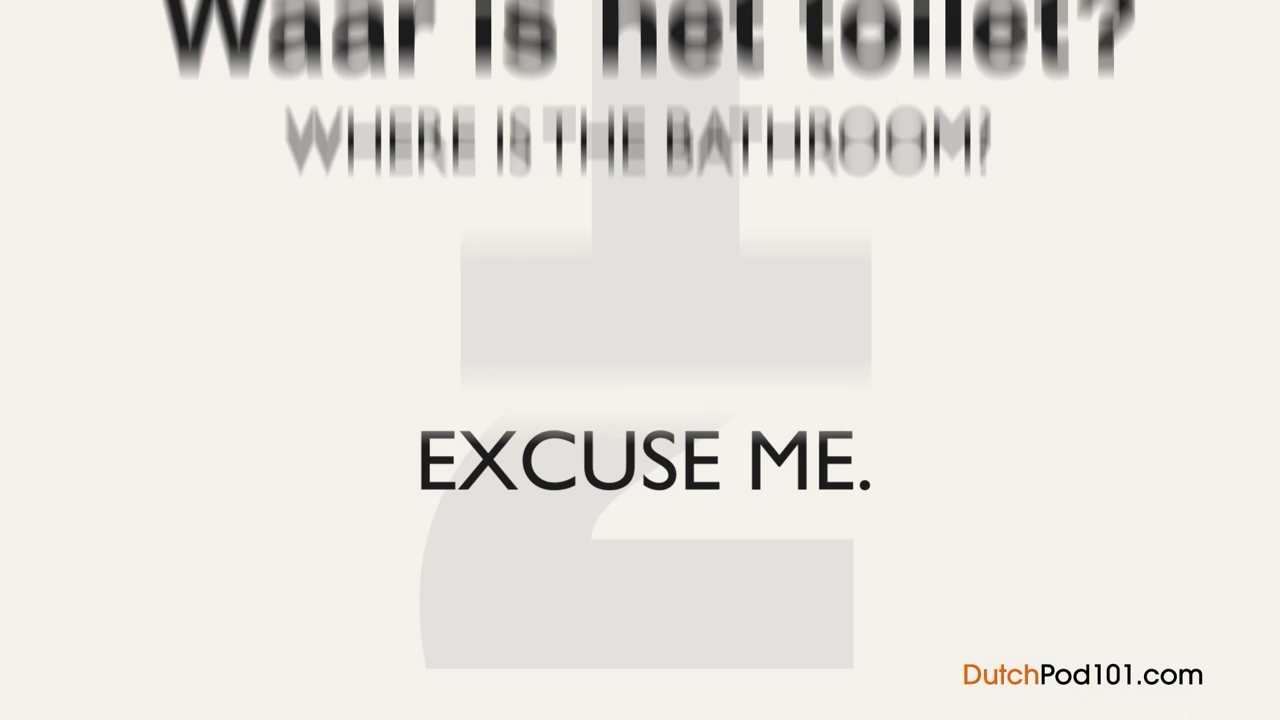 Waar is het toilet?
WHERE IS THE BATHROOM?
EXCUSE ME.
DutchPod101.com